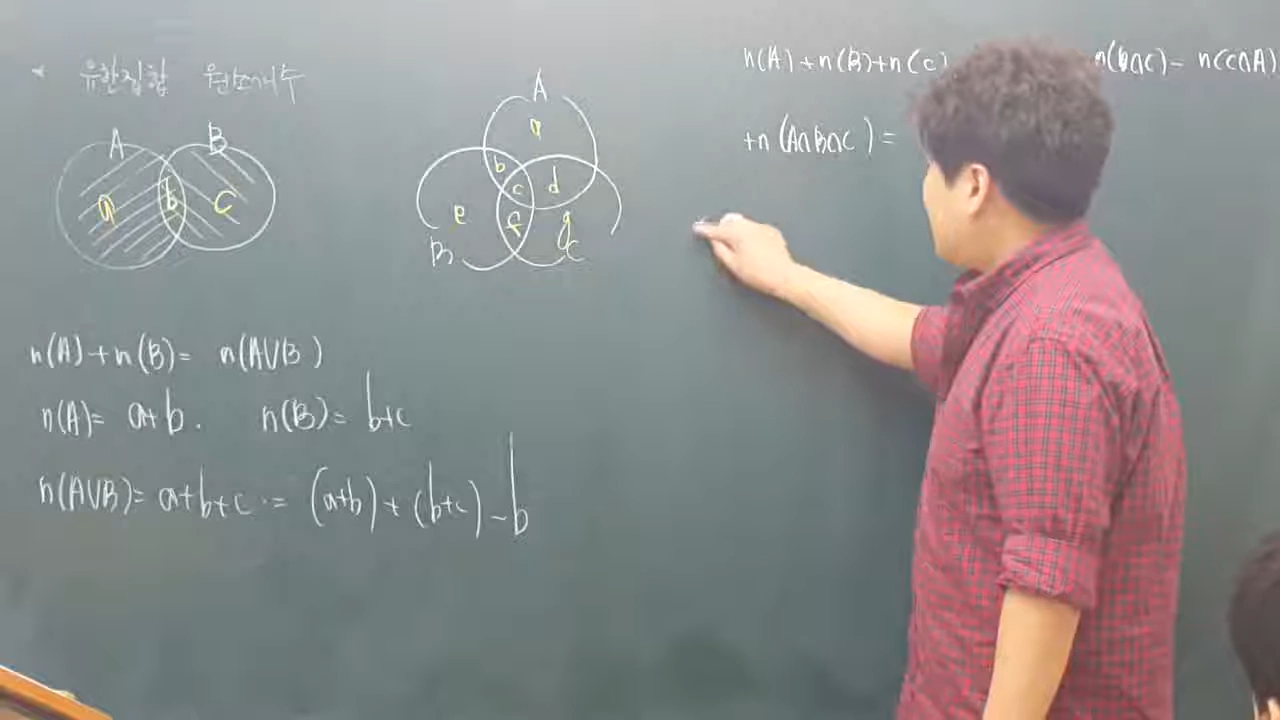 * 유한집합 원소개수
A B
a b c
A
a
b
c d
e f g
B C
n(A)+n(B)= n(A∪B)
n(A)= a+b. n(B)= b+c
n(A∪B)= a+b+c = (a+b)+(b+c)-b
n(A)+n(B)+n(C) n(B∩C)- n(C∩A)
+n(A∩B∩C)=